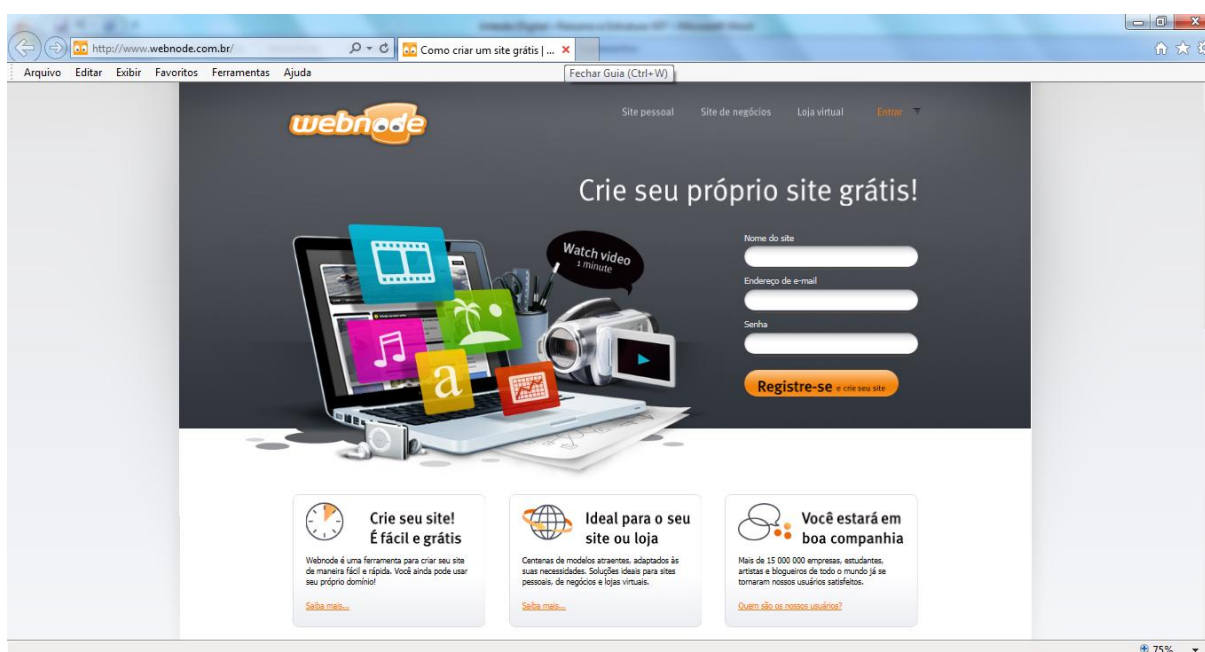 http://www.webnode.com.br/
Como criar um site grátis | ...
Arquivo Editar Exibir Favoritos Ferramentas Ajuda
Fechar Guia (Ctrl+W)
webnode
Site pessoal Site de negócios Loja virtual Entrar
Crie seu próprio site grátis!
Watch video
1 minute
Nome do site
Endereço de e-mail
Senha
Registre-se e crie seu site
a
Crie seu site!
É fácil e grátis
Webnode é uma ferramenta para criar seu site
de maneira fácil e rápida. Você ainda pode usar
seu próprio domínio!
Saiba mais...
Ideal para o seu
site ou loja
Centenas de modelos atraentes, adaptados às
suas necessidades. Soluções ideais para sites
pessoais, de negócios e lojas virtuais.
Saiba mais...
Você estará em
boa companhia
Mais de 15 000 000 empresas, estudantes,
artistas e blogueiros de todo o mundo já se
tornaram nossos usuários satisfeitos.
Quem são os nossos usuários?
75%